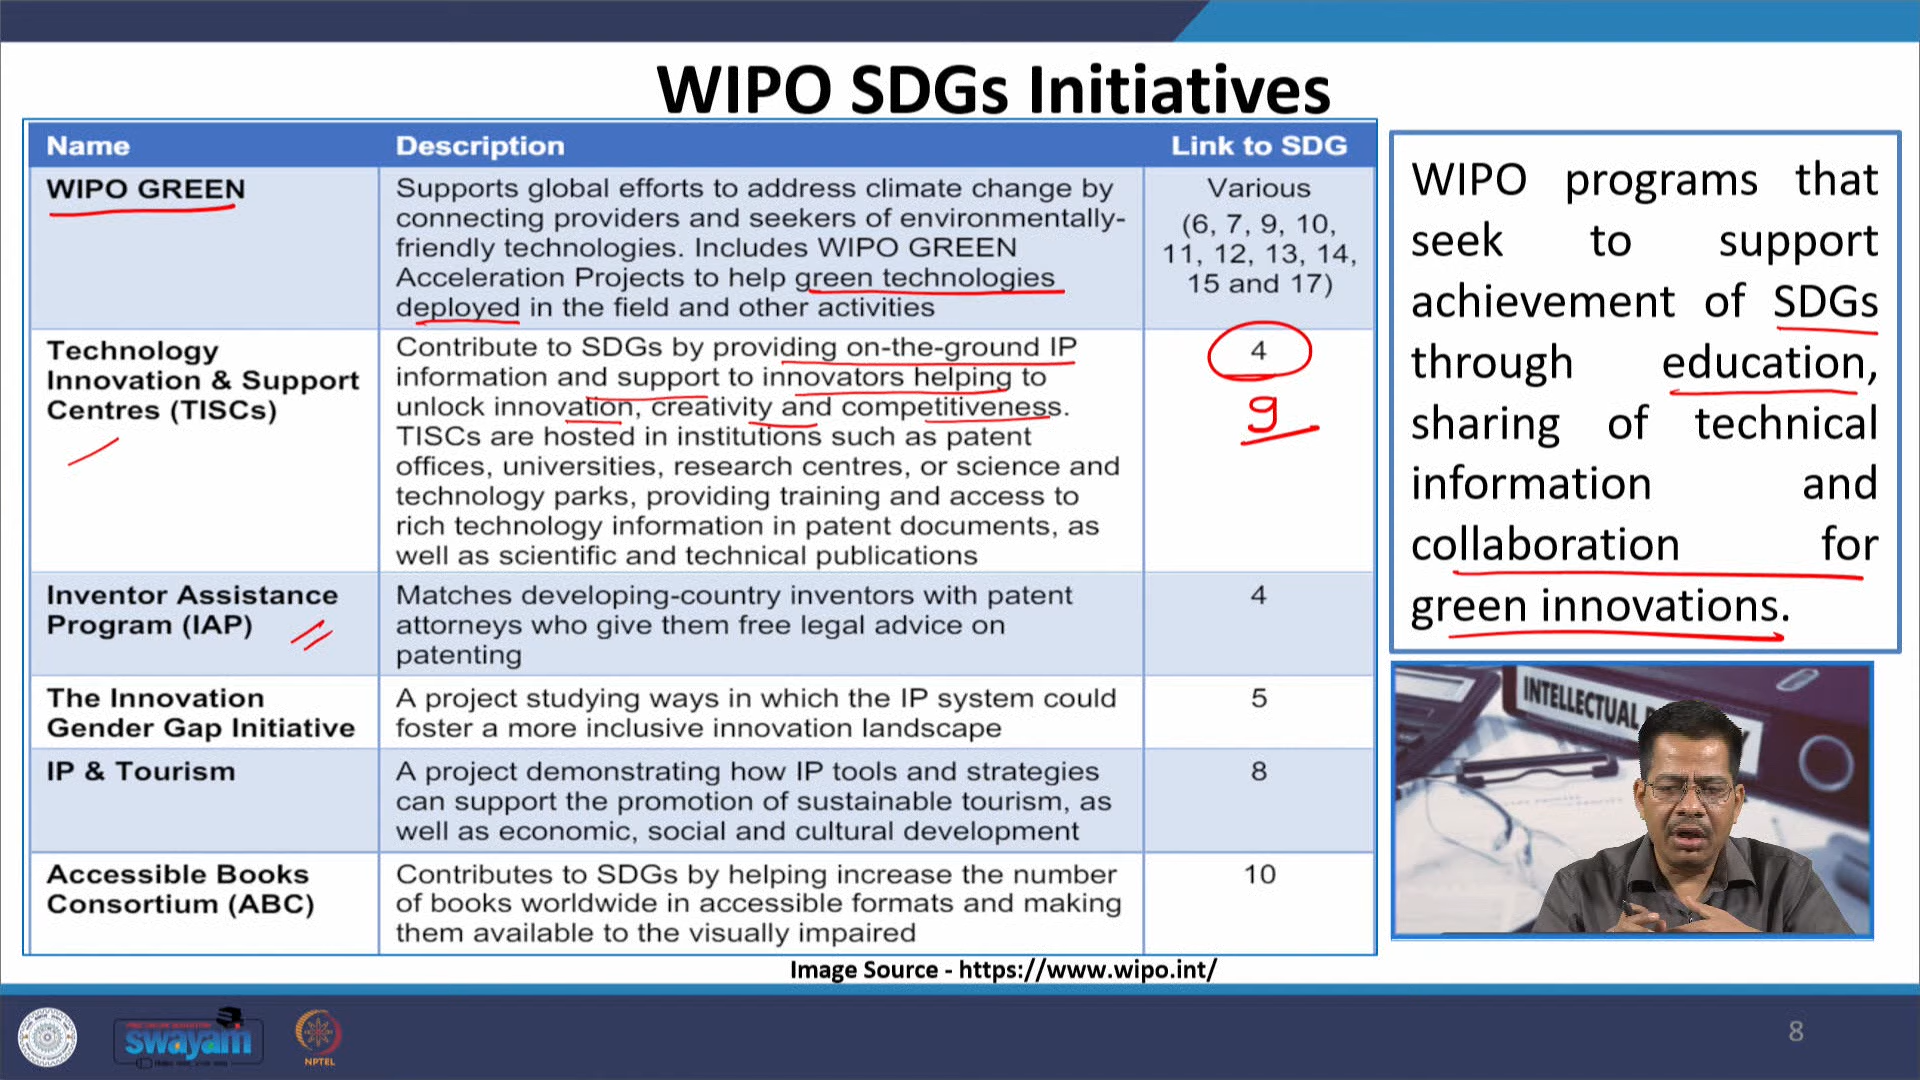 WIPO SDGs Initiatives
Name Description Link to SDG
WIPO GREEN
Supports global efforts to address climate change by
connecting providers and seekers of environmentally-
friendly technologies. Includes WIPO GREEN
Acceleration Projects to help green technologies
deployed in the field and other activities
Various
(6, 7, 9, 10,
11, 12, 13, 14,
15 and 17)
Technology
Innovation & Support
Centres (TISCs)
Contribute to SDGs by providing on-the-ground IP
information and support to innovators helping to
unlock innovation, creativity and competitiveness.
TISCs are hosted in institutions such as patent
offices, universities, research centres, or science and
technology parks, providing training and access to
rich technology information in patent documents, as
well as scientific and technical publications
4
9
Inventor Assistance
Program (IAP)
Matches developing-country inventors with patent
attorneys who give them free legal advice on
patenting
4
The Innovation
Gender Gap Initiative
A project studying ways in which the IP system could
foster a more inclusive innovation landscape
5
IP & Tourism
A project demonstrating how IP tools and strategies
can support the promotion of sustainable tourism, as
well as economic, social and cultural development
8
Accessible Books
Consortium (ABC)
Contributes to SDGs by helping increase the number
of books worldwide in accessible formats and making
them available to the visually impaired
10
Image Source - https://www.wipo.int/
WIPO programs that
seek to support
achievement of SDGs
through education,
sharing of technical
information and
collaboration for
green innovations.
INTELLECTUAL
swayam
NPTEL
8